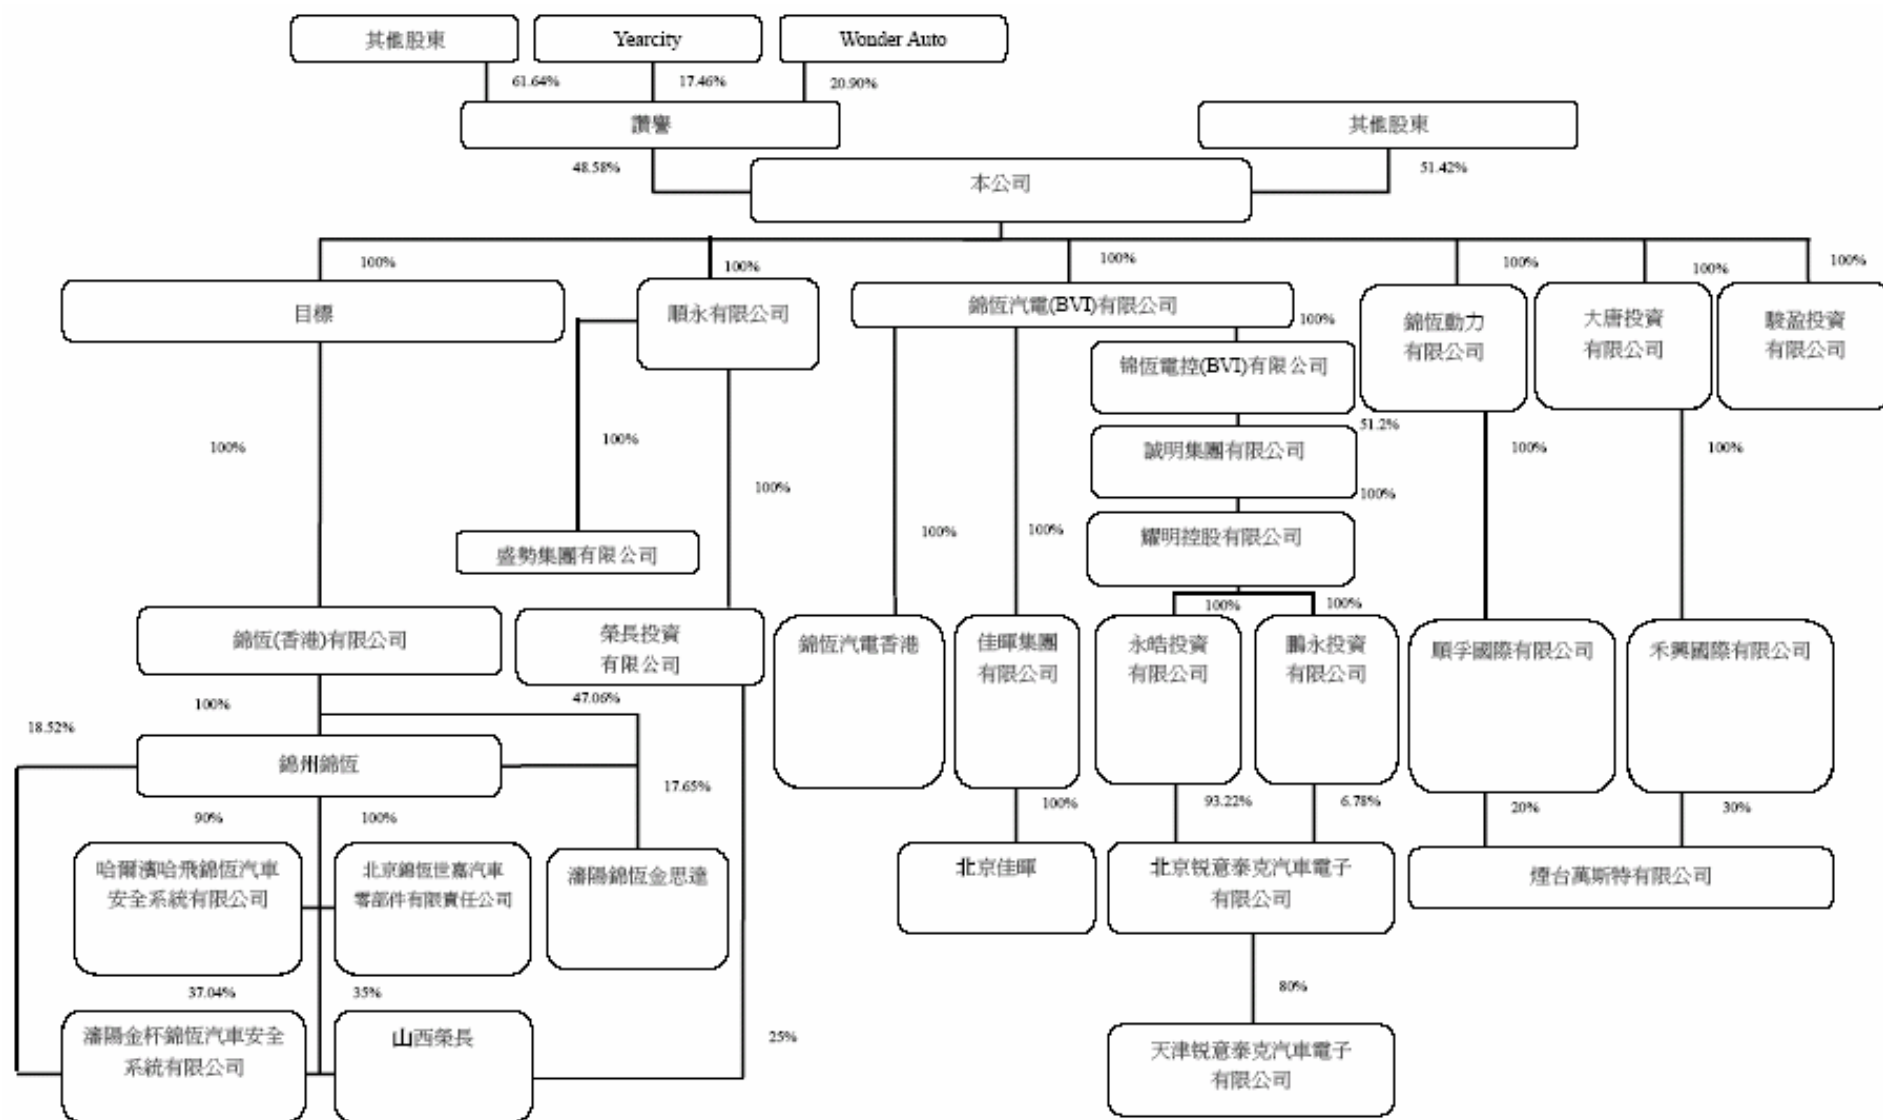 其他股東
Yearcity
Wonder Auto
61.64%
17.46%
20.90%
讚譽
其他股東
48.58%
51.42%
本公司
100%
100%
100%
100%
100%
100%
目標
順永有限公司
錦恆汽電(BVI)有限公司
錦恆動力
有限公司
大唐投資
有限公司
駿盈投資
有限公司
100%
锦恆電控(BVI)有限公司
51.2%
100%
100%
100%
100%
誠明集團有限公司
100%
100%
100%
100%
耀明控股有限公司
盛勢集團有限公司
100%
100%
錦恆(香港)有限公司
榮長投資
有限公司
錦恆汽電香港
佳暉集團
有限公司
永皓投資
有限公司
鵬永投資
有限公司
順孚國際有限公司
禾興國際有限公司
100%
47.06%
18.52%
錦州錦恆
17.65%
90%
100%
100%
93.22%
6.78%
20%
30%
哈爾濱哈飛錦恆汽車
安全系統有限公司
北京錦恆世嘉汽車
零部件有限責任公司
瀋陽錦恆金思達
北京佳暉
北京锐意泰克汽車電子
有限公司
煙台萬斯特有限公司
37.04%
35%
80%
瀋陽金杯錦恆汽車安全
系統有限公司
山西榮長
25%
天津锐意泰克汽車電子
有限公司